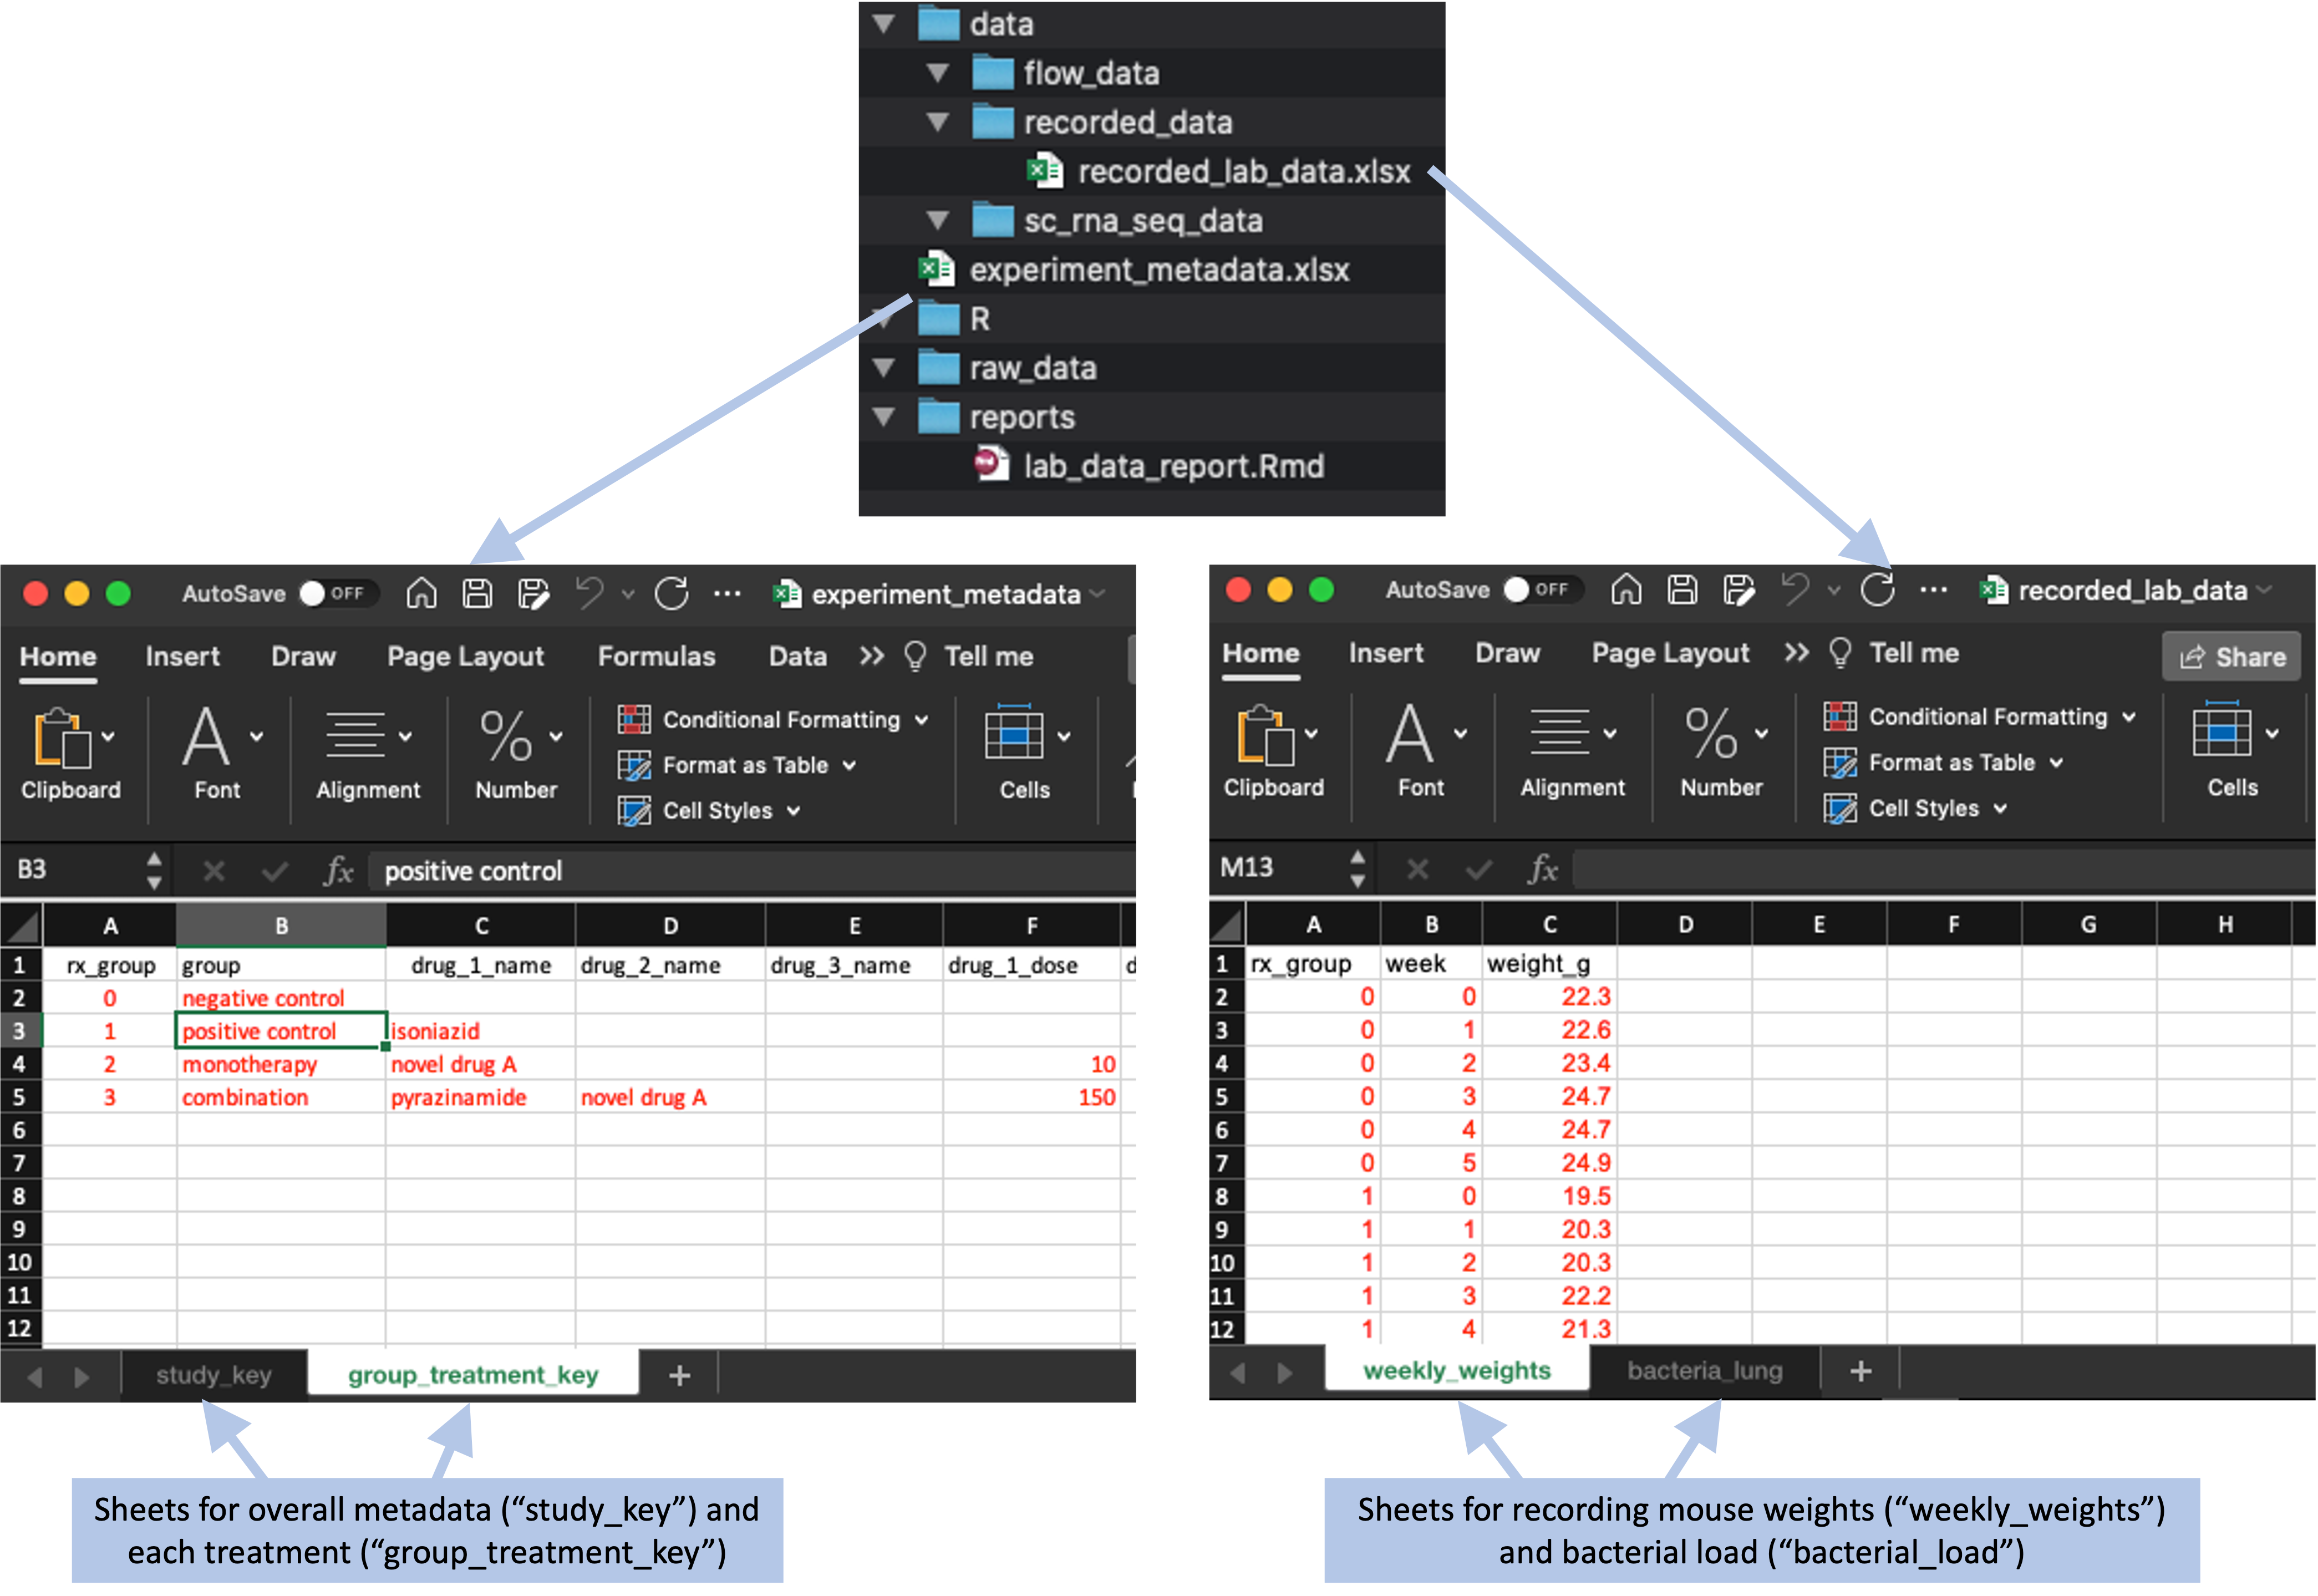 data
flow_data
recorded_data
recorded_lab_data.xlsx
sc_rna_seq_data
experiment_metadata.xlsx
R
raw_data
reports
lab_data_report.Rmd
AutoSave OFF experiment_metadata
Home Insert Draw Page Layout Formulas Data >> Tell me
Conditional Formatting
Format as Table
Cell Styles
Clipboard Font Alignment Number Cells
B3 fx positive control
A B C D E F
1 rx_group group drug_1_name drug_2_name drug_3_name drug_1_dose d
2 0 negative control
3 1 positive control isoniazid
4 2 monotherapy novel drug A 10
5 3 combination pyrazinamide novel drug A 150
6
7
8
9
10
11
12
study_key group_treatment_key +
Sheets for overall metadata (“study_key”) and
each treatment (“group_treatment_key”)
AutoSave OFF recorded_lab_data
Home Insert Draw Page Layout >> Tell me Share
Conditional Formatting
Format as Table
Cell Styles
Clipboard Font Alignment Number Cells
M13 fx
A B C D E F G H
1 rx_group week weight_g
2 0 0 22.3
3 0 1 22.6
4 0 2 23.4
5 0 3 24.7
6 0 4 24.7
7 0 5 24.9
8 1 0 19.5
9 1 1 20.3
10 1 2 20.3
11 1 3 22.2
12 1 4 21.3
weekly_weights bacteria_lung +
Sheets for recording mouse weights (“weekly_weights”)
and bacterial load (“bacterial_load”)